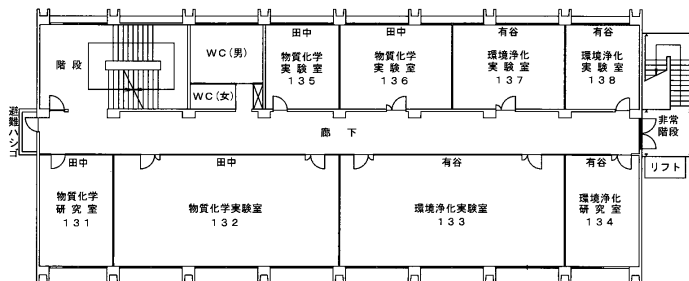 階段
WC(男)
WC(女)
田中
物質化学
実験室
135
田中
物質化学
実験室
136
有谷
環境浄化
実験室
137
有谷
環境浄化
実験室
138
避難ハシゴ
廊下
非常
階段
リフト
田中
物質化学
研究室
131
田中
物質化学実験室
132
有谷
環境浄化実験室
133
有谷
環境浄化
研究室
134